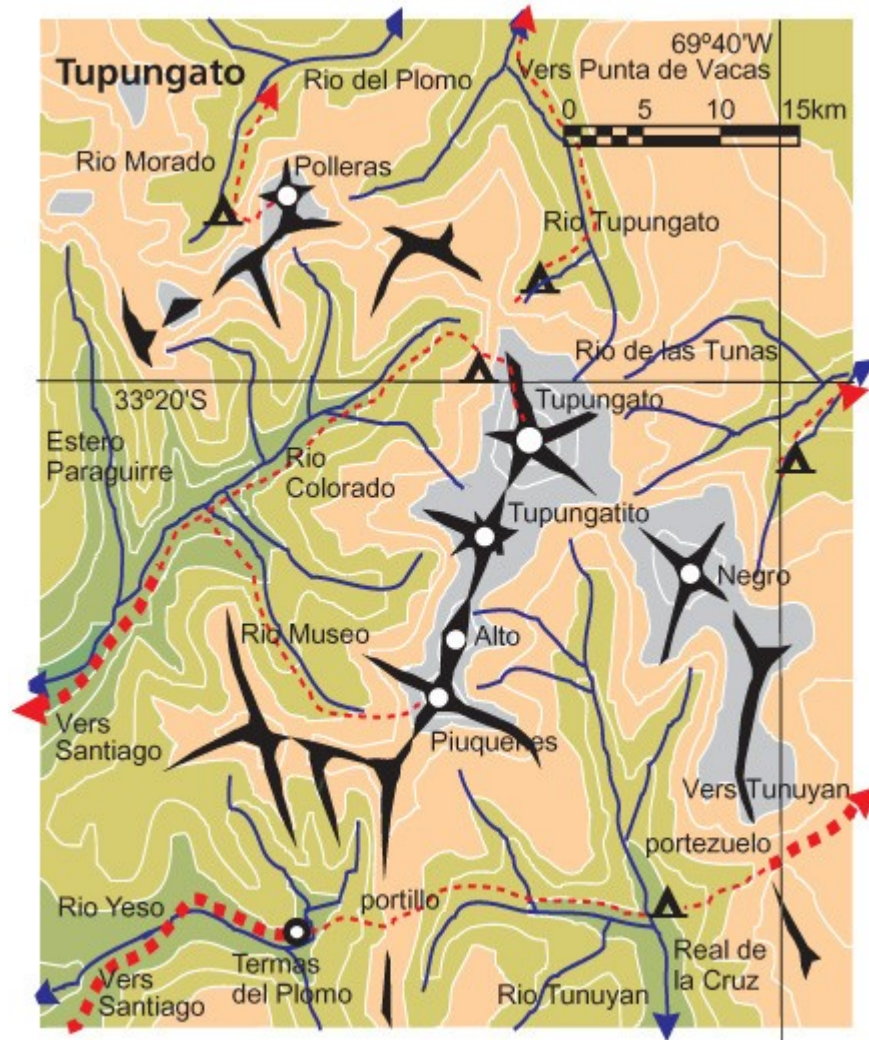 69º40'W
Tupungato
Rio del Plomo
Vers Punta de Vacas
0 5 10 15km
Rio Morado
Polleras
Rio Tupungato
Rio de las Tunas
33º20'S
Tupungato
Estero
Paraguirre
Rio
Colorado
Tupungatito
Negro
Rio Museo
Alto
Vers
Santiago
Piuquenes
Vers Tunuyan
portezuelo
Rio Yeso
portillo
Vers
Santiago
Termas
del Plomo
Rio Tunuyan
Real de
la Cruz